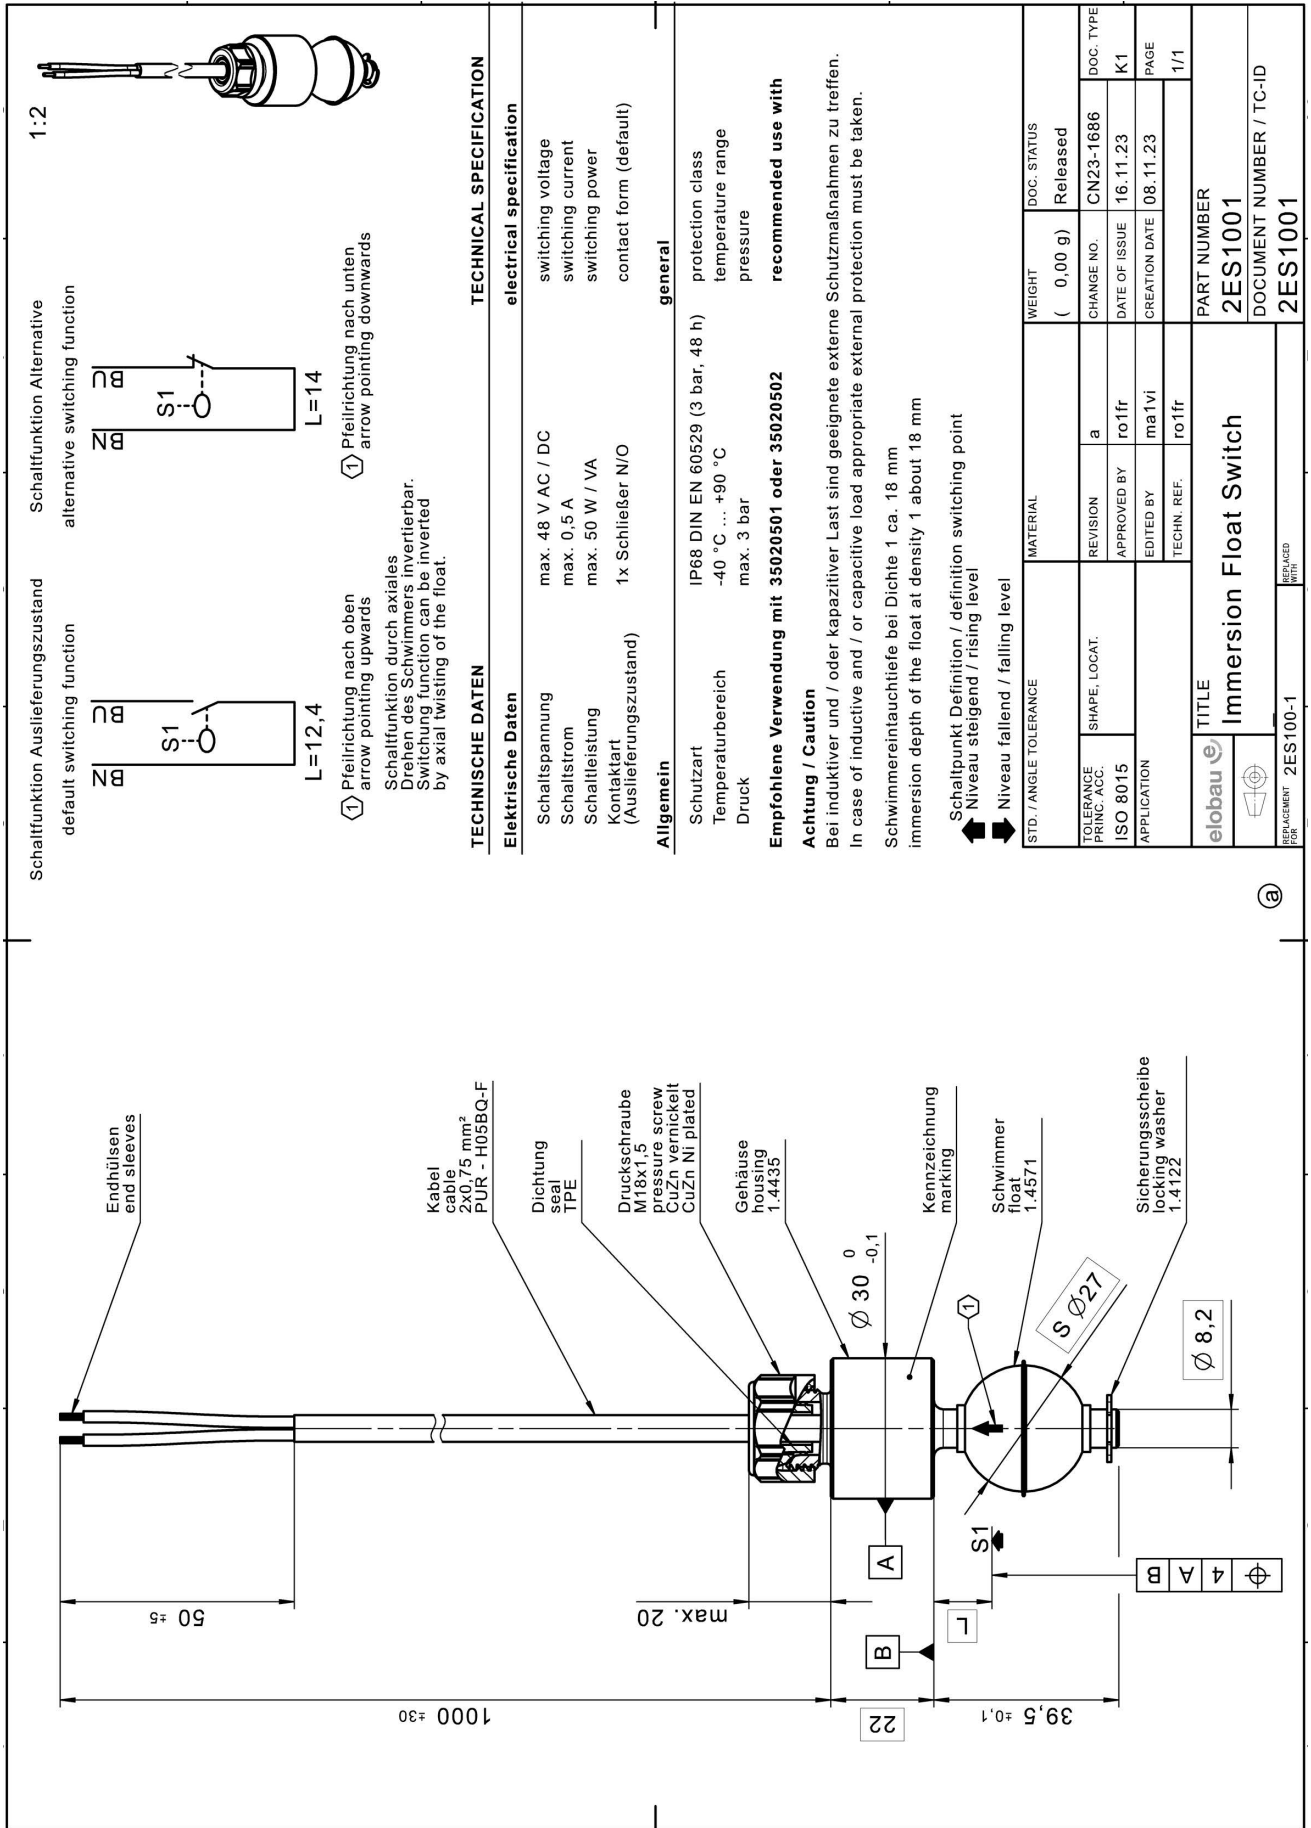 1:2
Schaltfunktion Auslieferungszustand
default switching function
BN
BU
S1
L=12,4
1 Pfeilrichtung nach oben
arrow pointing upwards
Schaltfunktion Alternative
alternative switching function
BN
BU
S1
L=14
1 Pfeilrichtung nach unten
arrow pointing downwards
Schaltfunktion durch axiales
Drehen des Schwimmers invertierbar.
Switching function can be inverted
by axial twisting of the float.
TECHNISCHE DATEN TECHNICAL SPECIFICATION
Elektrische Daten electrical specification
Schaltspannung max. 48 V AC / DC switching voltage
Schaltstrom max. 0,5 A switching current
Schaltleistung max. 50 W / VA switching power
Kontaktart 1x Schließer N/O contact form (default)
(Auslieferungszustand)
Allgemein general
Schutzart IP68 DIN EN 60529 (3 bar, 48 h) protection class
Temperaturbereich -40 °C ... +90 °C temperature range
Druck max. 3 bar pressure
Empfohlene Verwendung mit 35020501 oder 35020502 recommended use with
Achtung / Caution
Bei induktiver und / oder kapazitiver Last sind geeignete externe Schutzmaßnahmen zu treffen.
In case of inductive and / or capacitive load appropriate external protection must be taken.
Schwimmereintauchtiefe bei Dichte 1 ca. 18 mm
immersion depth of the float at density 1 about 18 mm
Schaltpunkt Definition / definition switching point
Niveau steigend / rising level
Niveau fallend / falling level
STD. / ANGLE TOLERANCE
MATERIAL
WEIGHT
( 0,00 g)
DOC. STATUS
Released
TOLERANCE
PRINC. ACC.
ISO 8015
SHAPE, LOCAT.
REVISION a
CHANGE NO. CN23-1686
DOC. TYPE
K1
APPROVED BY ro1fr
DATE OF ISSUE 16.11.23
APPLICATION
EDITED BY ma1vi
CREATION DATE 08.11.23
PAGE
1/1
TECHN. REF. ro1fr
elobau e
TITLE
Immersion Float Switch
PART NUMBER
2ES1001
DOCUMENT NUMBER / TC-ID
2ES1001
REPLACEMENT
FOR
2ES100-1
REPLACED
WITH
a
Endhülsen
end sleeves
Kabel
cable
2x0,75 mm²
PUR - H05BQ-F
Dichtung
seal
TPE
Druckschraube
M18x1,5
pressure screw
CuZn vernickelt
CuZn Ni plated
Gehäuse
housing
1.4435
Ø 30 0 -0,1
Kennzeichnung
marking
Schwimmer
float
1.4571
1
S Ø27
Sicherungsscheibe
locking washer
1.4122
Ø 8,2
50 ±5
1000 ±30
max. 20
22
39,5 ±0,1
A
B
L
S1
⌖ 4 A B